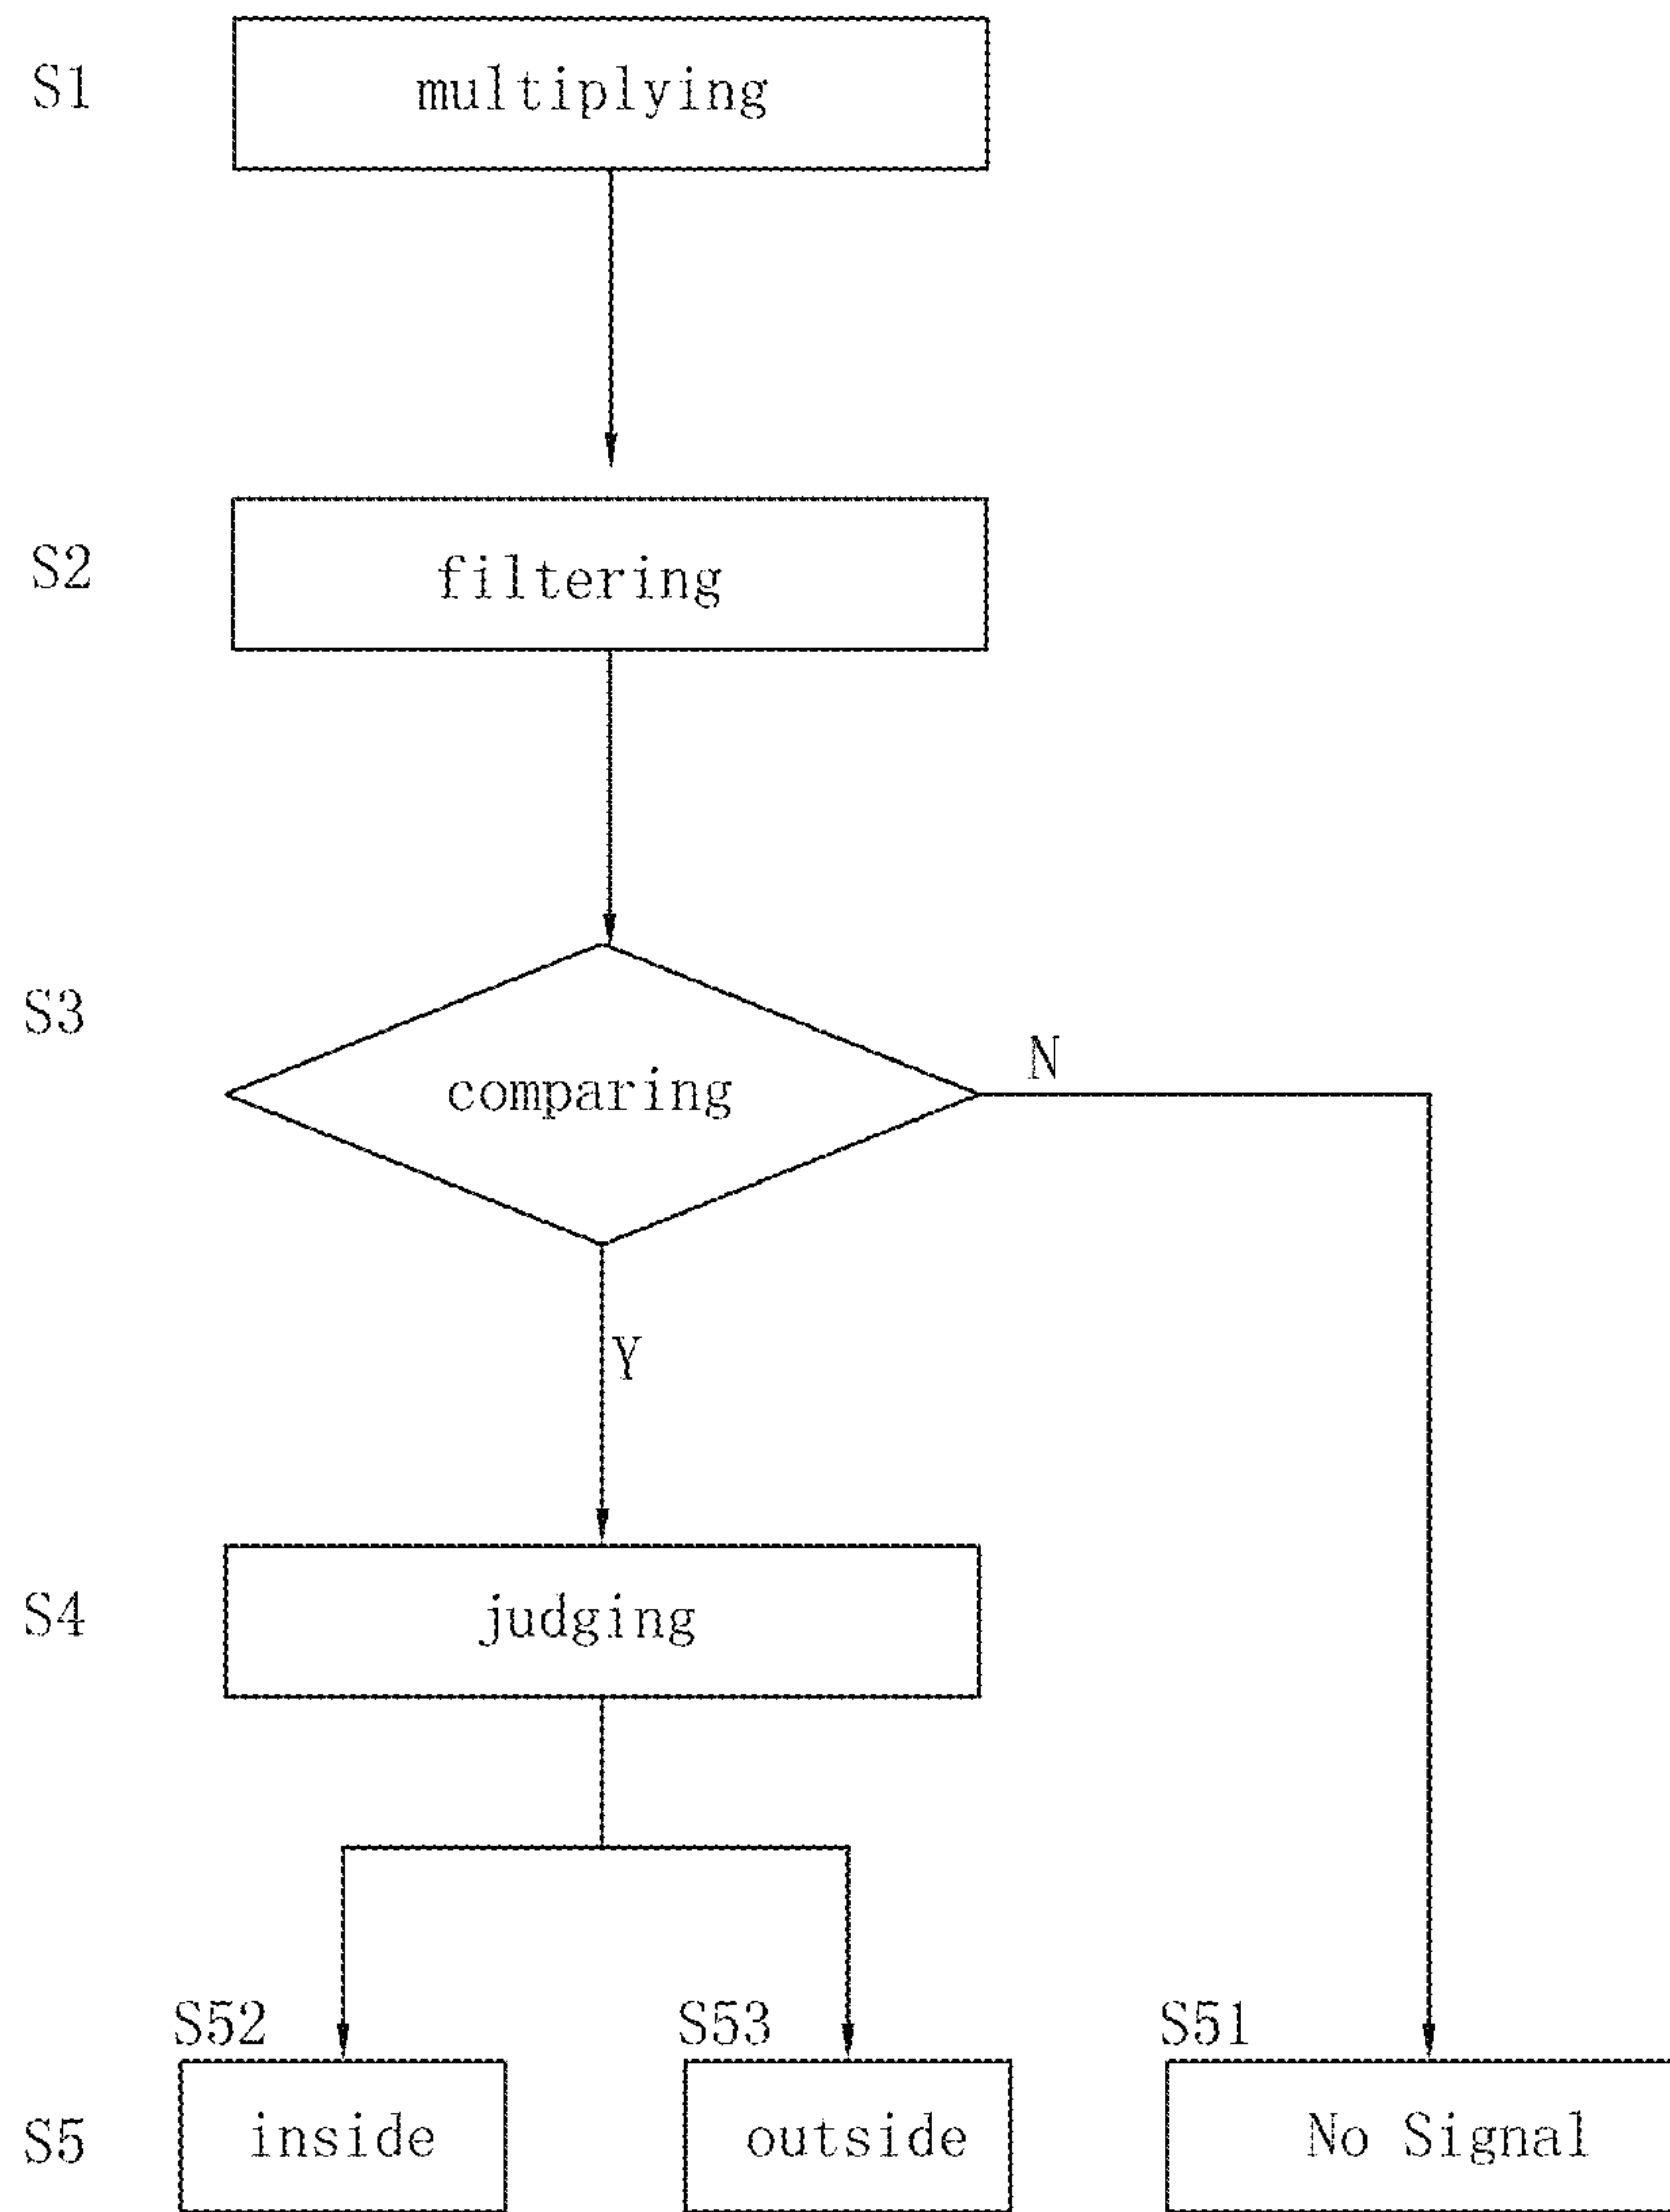 S1
multiplying
S2
filtering
S3
comparing
N
Y
S4
judging
S52
S53
S51
S5
inside
outside
No Signal